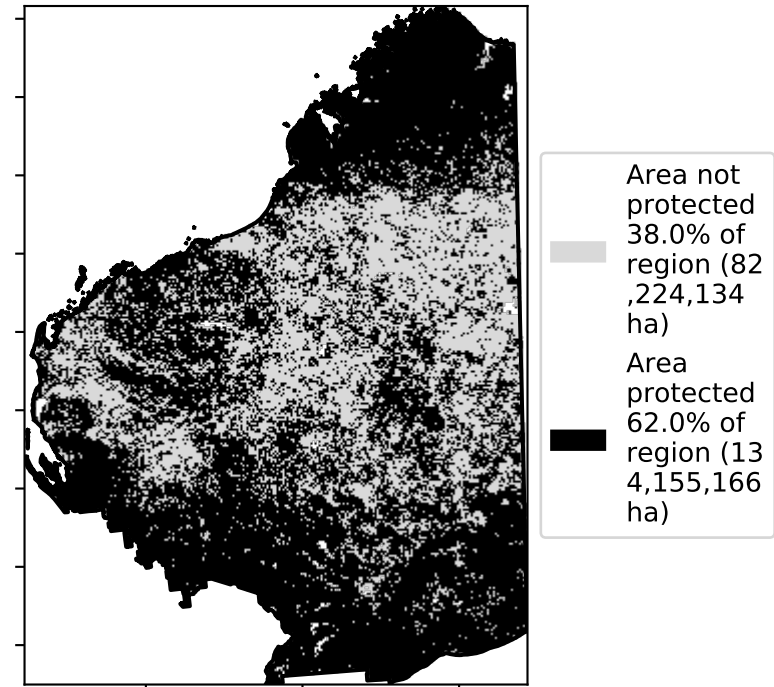 Area not
protected
38.0% of
region (82
,224,134
ha)
Area
protected
62.0% of
region (13
4,155,166
ha)